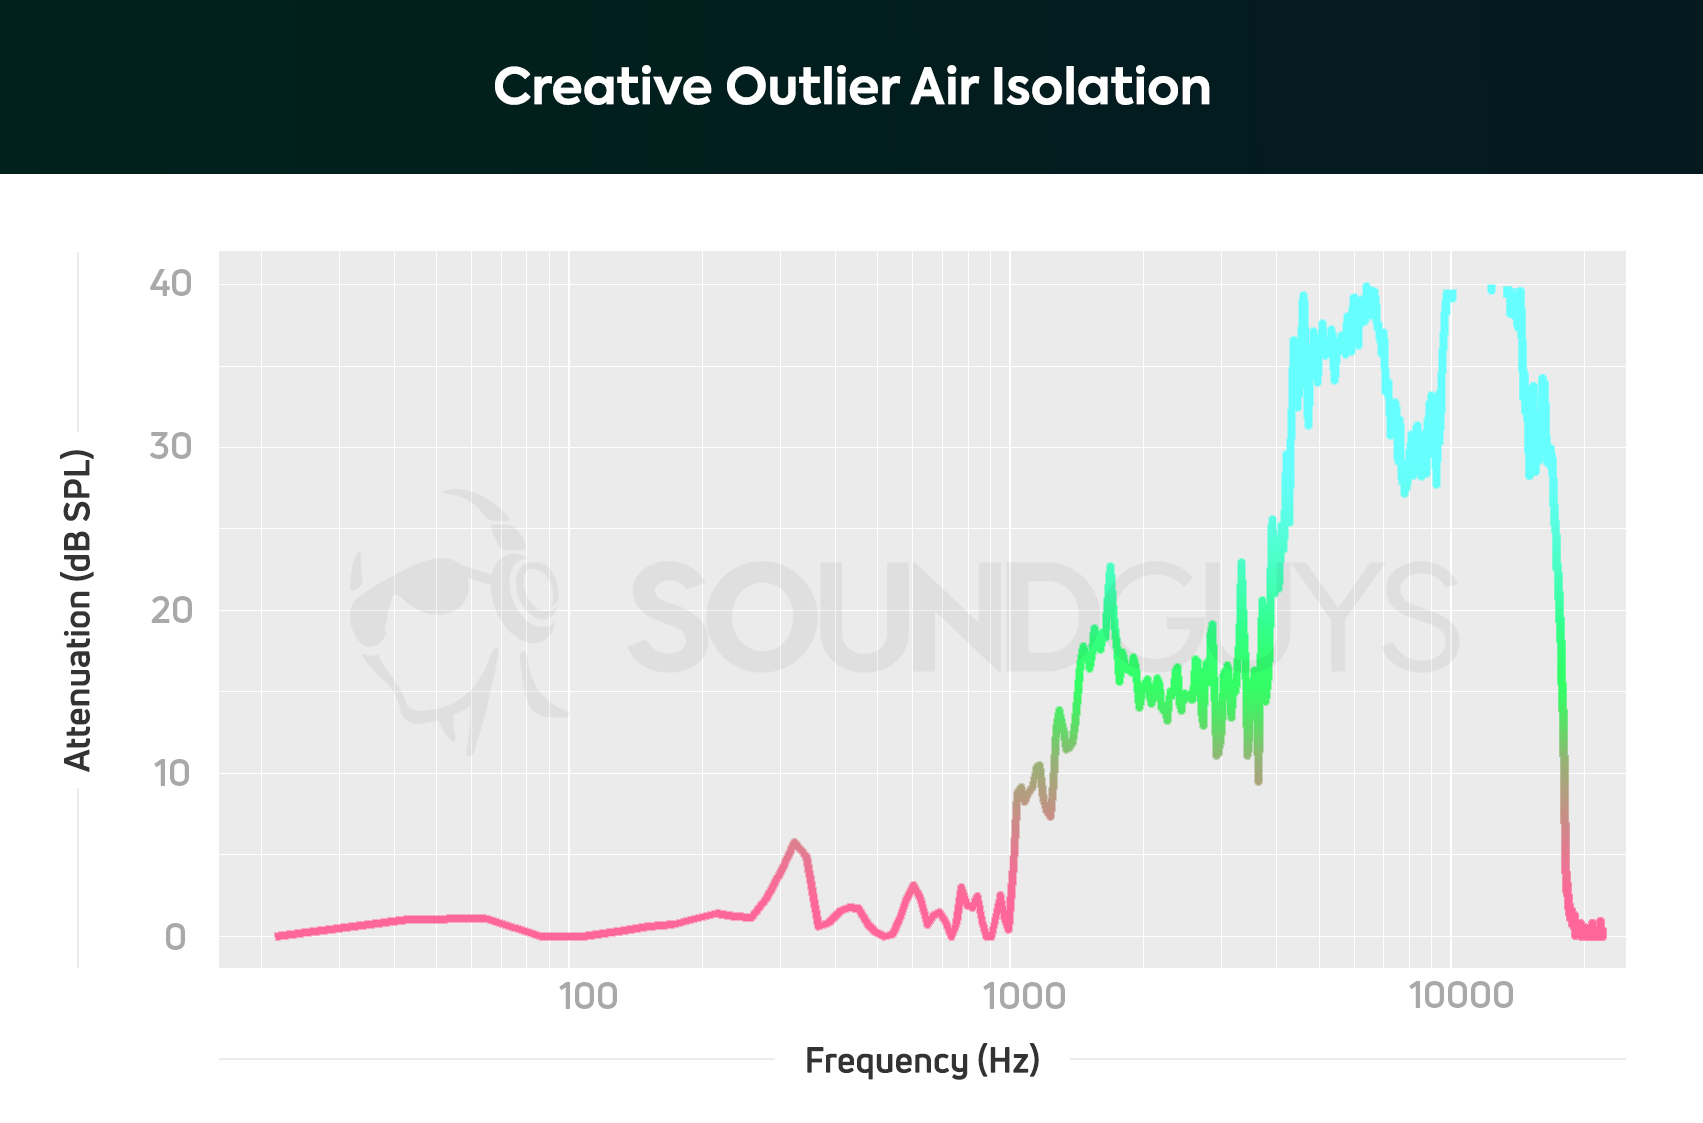 Creative Outlier Air Isolation
40
30
20
10
0
Attenuation (dB SPL)
SOUNDGUYS
100
1000
10000
Frequency (Hz)